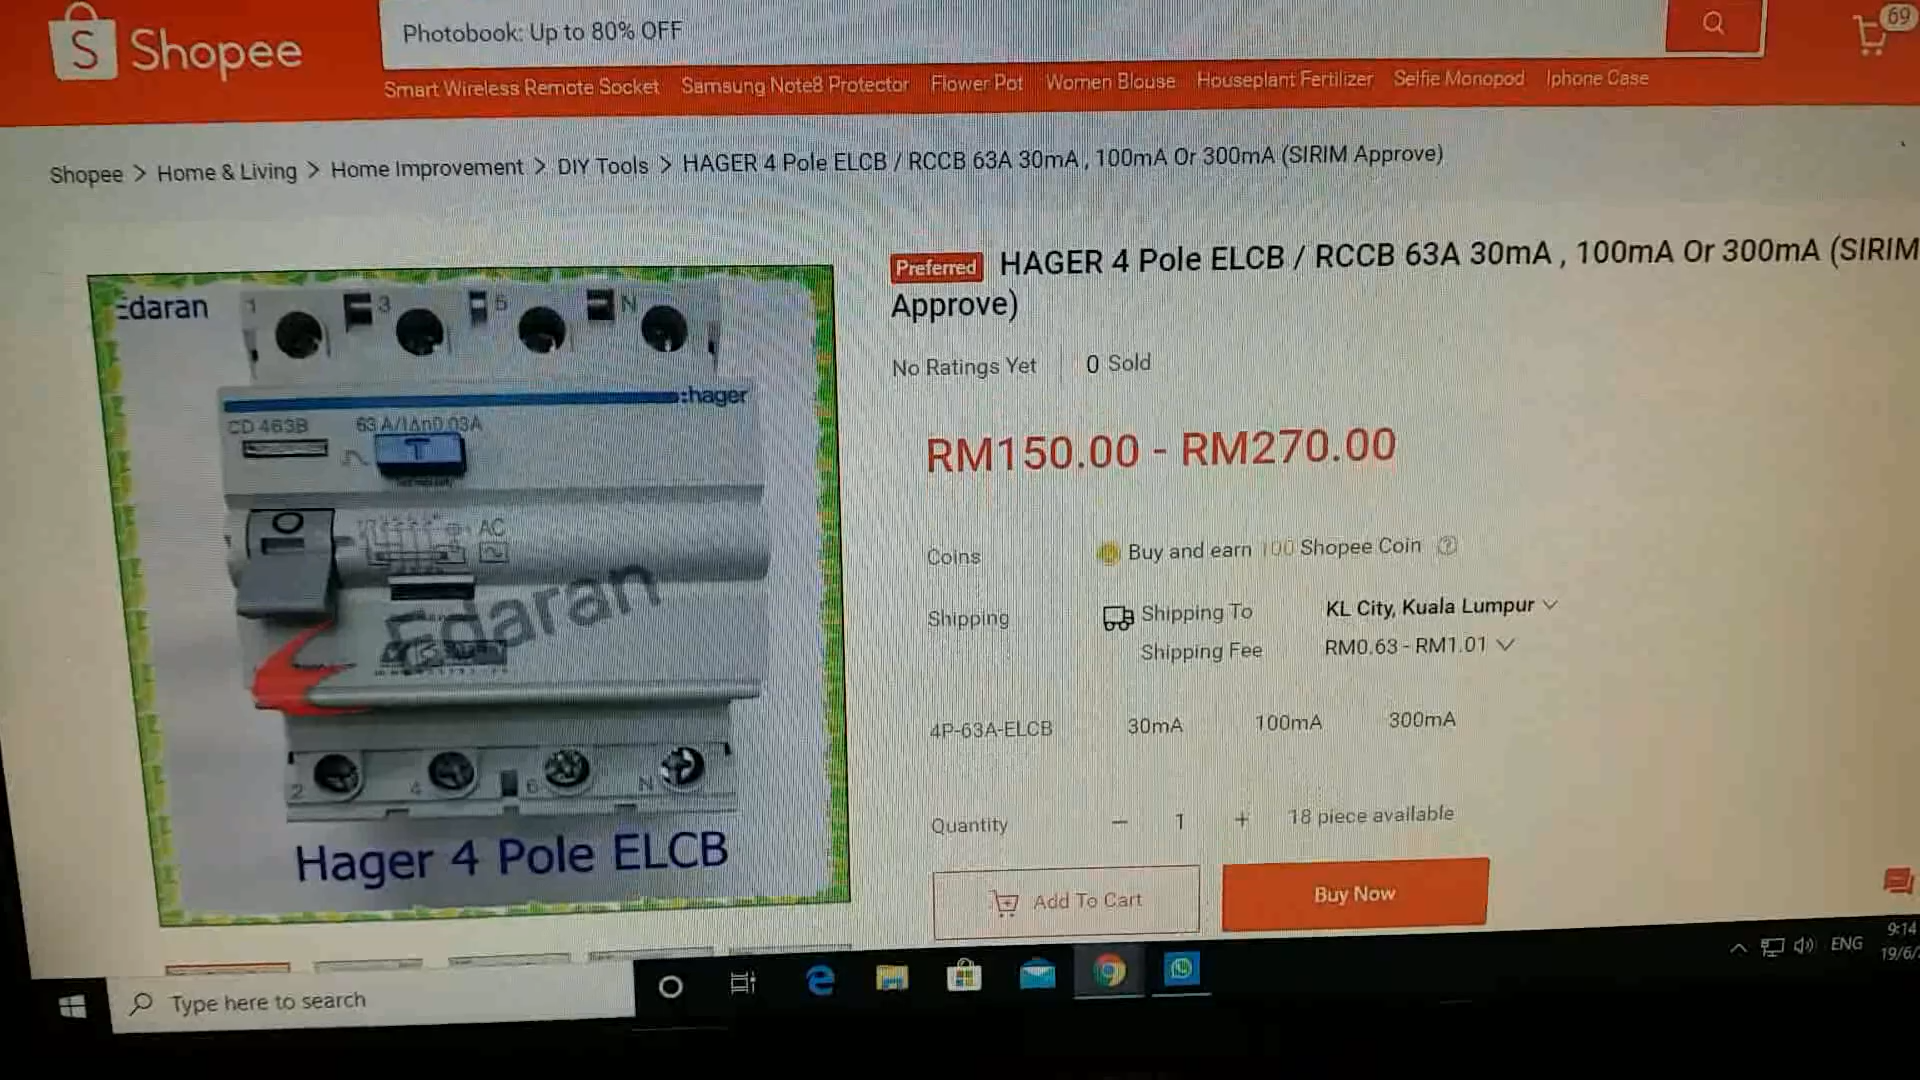 Shopee
Photobook: Up to 80% OFF
69
Smart Wireless Remote Socket Samsung Note8 Protector Flower Pot Women Blouse Houseplant Fertilizer Selfie Monopod Iphone Case
Shopee > Home & Living > Home Improvement > DIY Tools > HAGER 4 Pole ELCB / RCCB 63A 30mA , 100mA Or 300mA (SIRIM Approve)
Edaran
1 3 5 N
:hager
CD 463B 63 A/IΔn0.03A
T
O
AC
Edaran
2 4 6 N
Hager 4 Pole ELCB
Preferred HAGER 4 Pole ELCB / RCCB 63A 30mA , 100mA Or 300mA (SIRIM
Approve)
No Ratings Yet 0 Sold
RM150.00 - RM270.00
Coins Buy and earn 100 Shopee Coin
Shipping Shipping To KL City, Kuala Lumpur
Shipping Fee RM0.63 - RM1.01
4P-63A-ELCB 30mA 100mA 300mA
Quantity − 1 + 18 piece available
Add To Cart Buy Now
Type here to search
ENG
9:14
19/6/